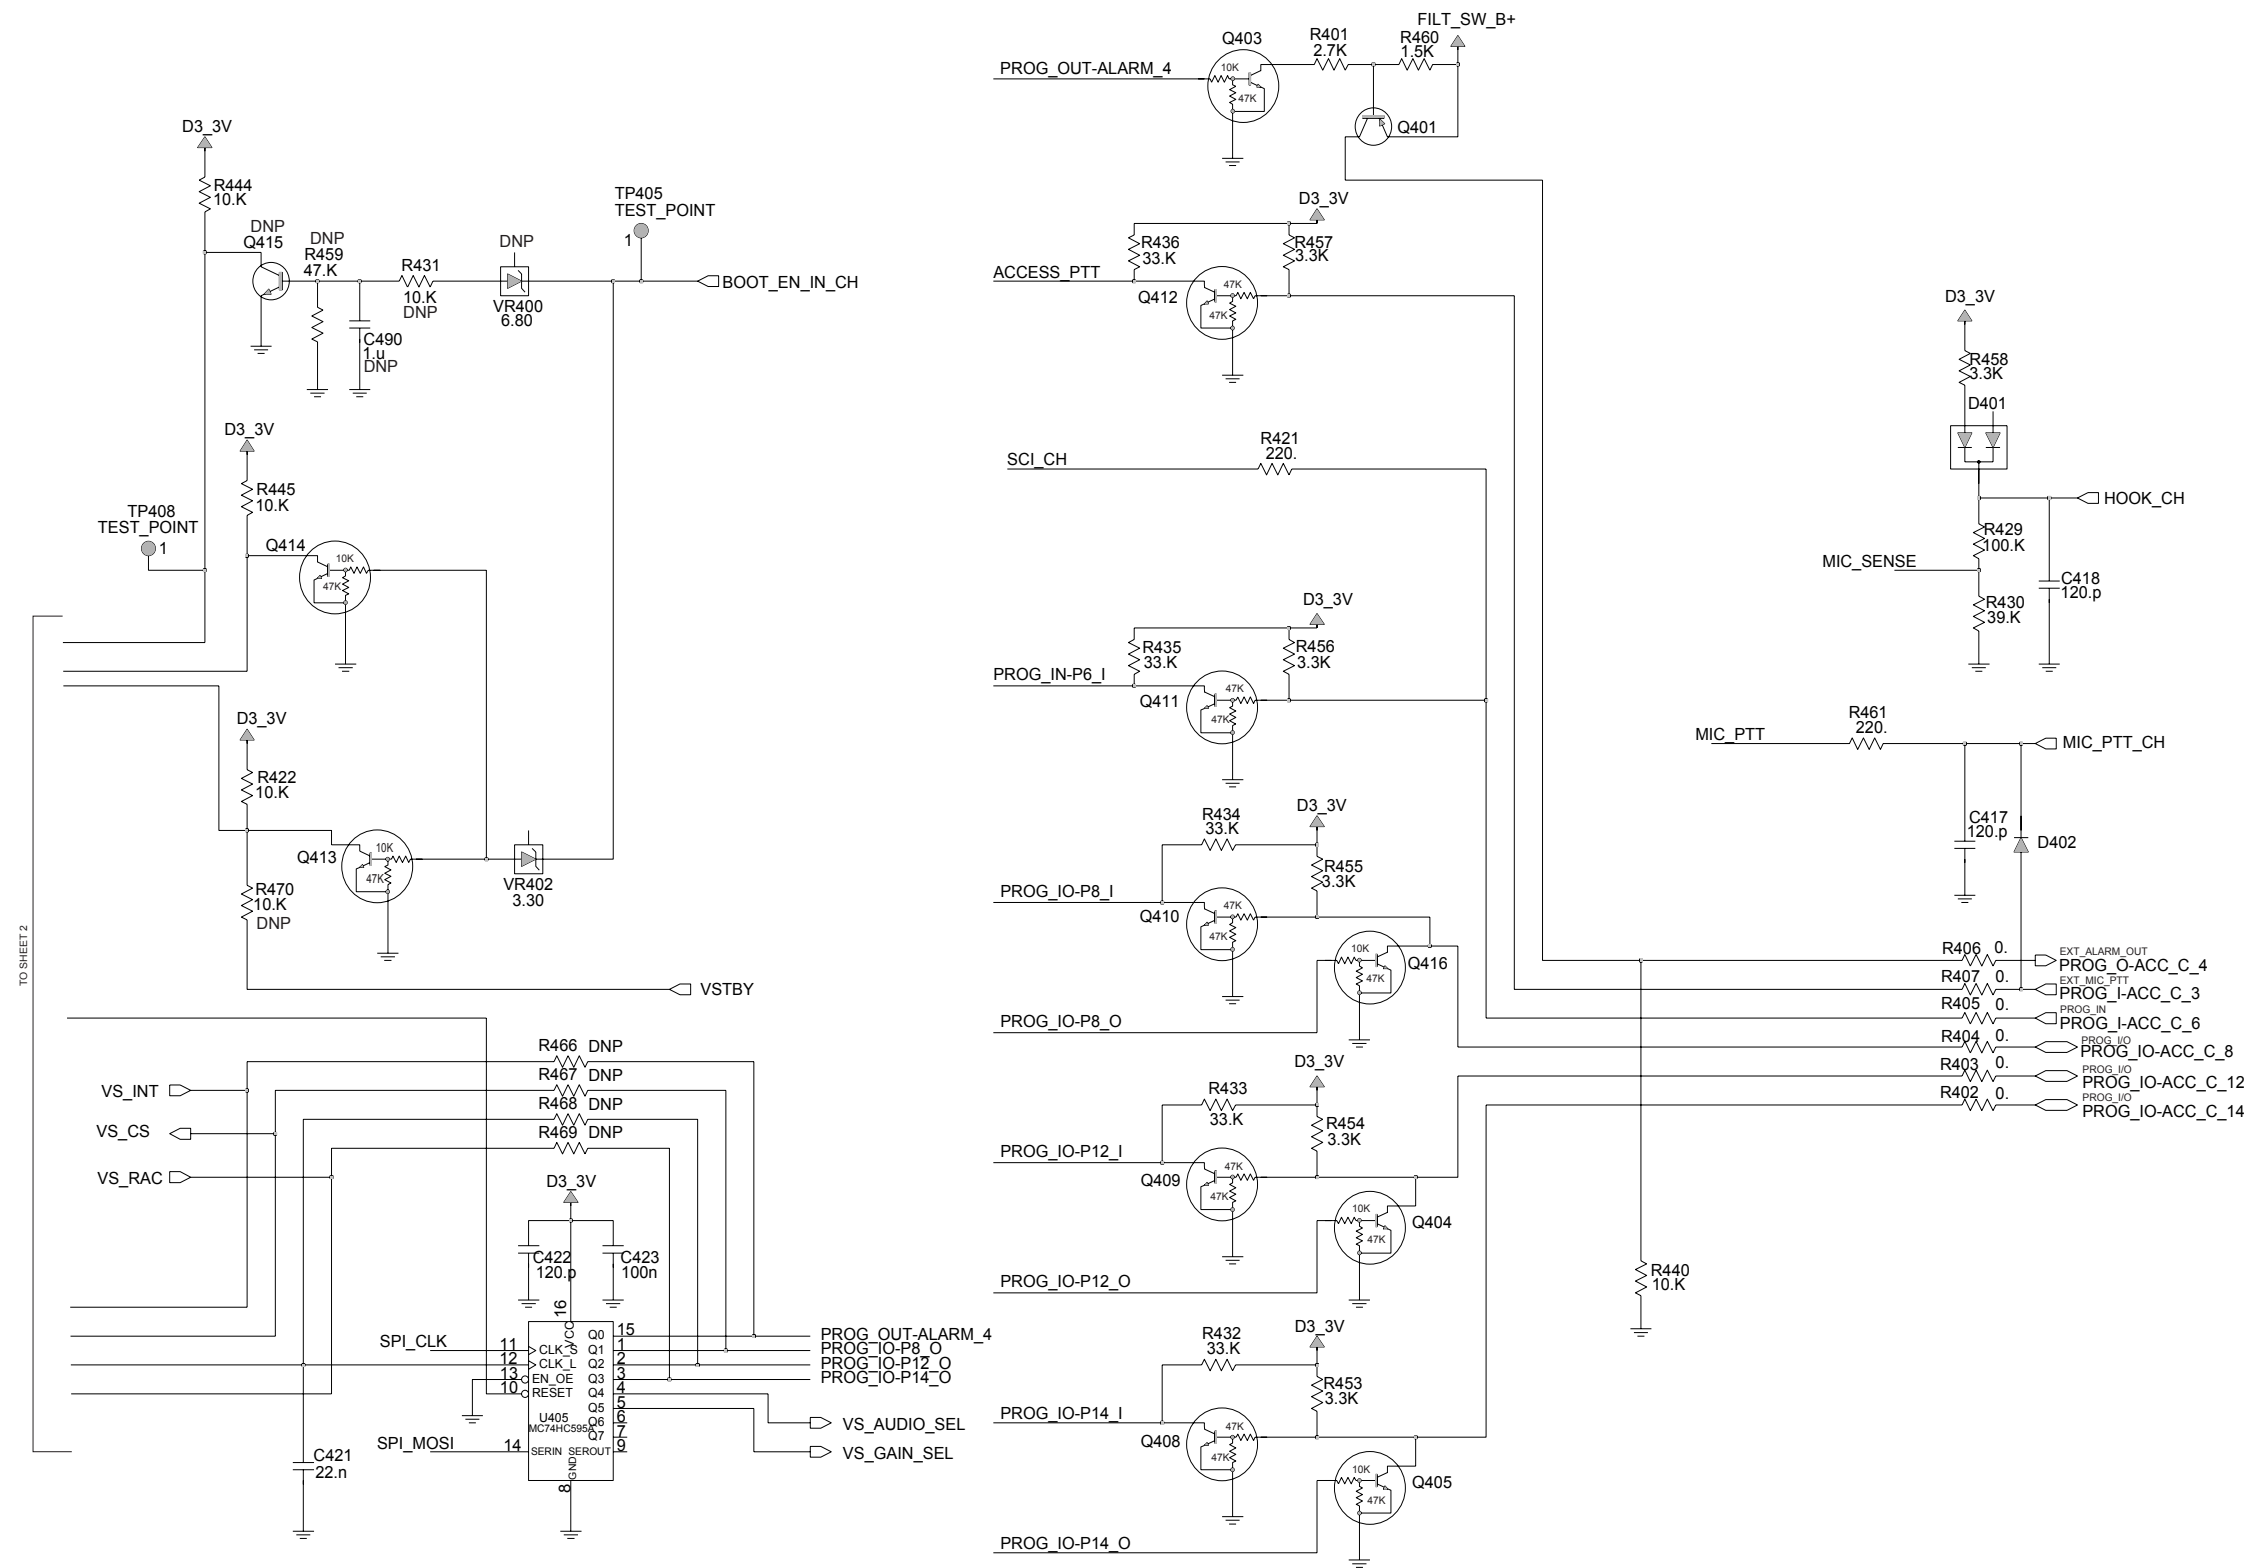 FILT_SW_B+
Q403
R401
2.7K
R460
1.5K
PROG_OUT-ALARM_4
10K
47K
Q401
D3_3V
R444
10.K
DNP
Q415
DNP
R459
47.K
R431
10.K
DNP
DNP
VR400
6.80
TP405
TEST_POINT
1
BOOT_EN_IN_CH
C490
1.u
DNP
D3_3V
R436
33.K
R457
3.3K
ACCESS_PTT
Q412
47K
47K
D3_3V
R458
3.3K
D401
HOOK_CH
R429
100.K
MIC_SENSE
R430
39.K
C418
120.p
SCI_CH
R421
220.
D3_3V
R445
10.K
TP408
TEST_POINT
1
Q414
10K
47K
D3_3V
R435
33.K
R456
3.3K
PROG_IN-P6_I
Q411
47K
47K
TO SHEET 2
D3_3V
R422
10.K
Q413
10K
47K
VR402
3.30
R470
10.K
DNP
VSTBY
R461
220.
MIC_PTT
MIC_PTT_CH
C417
120.p
D402
D3_3V
R434
33.K
R455
3.3K
PROG_IO-P8_I
Q410
47K
47K
10K
47K
Q416
PROG_IO-P8_O
R406 0.
EXT_ALARM_OUT
PROG_O-ACC_C_4
R407 0.
EXT_MIC_PTT
PROG_I-ACC_C_3
R405 0.
PROG_IN
PROG_I-ACC_C_6
R404 0.
PROG_I/O
PROG_IO-ACC_C_8
R403 0.
PROG_I/O
PROG_IO-ACC_C_12
R402 0.
PROG_I/O
PROG_IO-ACC_C_14
R466 DNP
R467 DNP
R468 DNP
R469 DNP
VS_INT
VS_CS
VS_RAC
D3_3V
C422
120.p
C423
100n
D3_3V
R433
33.K
R454
3.3K
PROG_IO-P12_I
Q409
47K
47K
10K
47K
Q404
PROG_IO-P12_O
R440
10.K
SPI_CLK
11
12
13
10
14
16
VCC
CLK_S
CLK_L
EN_OE
RESET
U405
MC74HC595A
SERIN
SEROUT
GND
8
Q0
Q1
Q2
Q3
Q4
Q5
Q6
Q7
15
1
2
3
4
5
6
7
9
PROG_OUT-ALARM_4
PROG_IO-P8_O
PROG_IO-P12_O
PROG_IO-P14_O
VS_AUDIO_SEL
VS_GAIN_SEL
SPI_MOSI
C421
22.n
D3_3V
R432
33.K
R453
3.3K
PROG_IO-P14_I
Q408
47K
47K
10K
47K
Q405
PROG_IO-P14_O